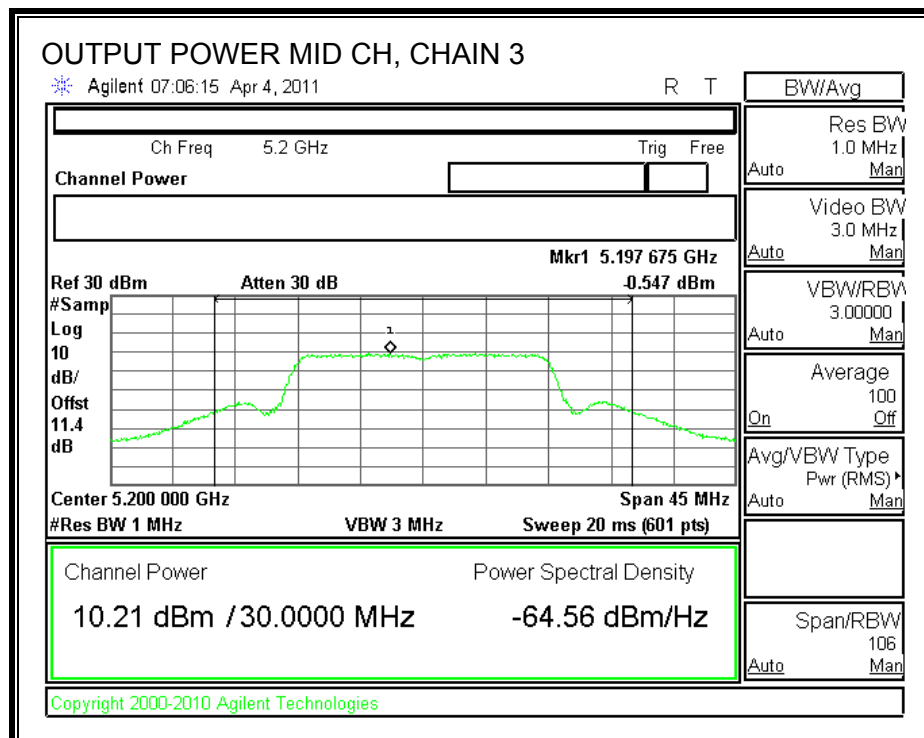 OUTPUT POWER MID CH, CHAIN 3
Agilent 07:06:15 Apr 4, 2011 R T
BW/Avg
Ch Freq 5.2 GHz Trig Free
Channel Power
Res BW
1.0 MHz
Auto Man
Video BW
3.0 MHz
Auto Man
Mkr1 5.197 675 GHz
Ref 30 dBm Atten 30 dB -0.547 dBm
#Samp
Log
10
dB/
Offst
11.4
dB
1
VBW/RBW
3.00000
Auto Man
Average
100
On Off
Avg/VBW Type
Pwr (RMS)
Auto Man
Center 5.200 000 GHz Span 45 MHz
#Res BW 1 MHz VBW 3 MHz Sweep 20 ms (601 pts)
Channel Power Power Spectral Density
10.21 dBm / 30.0000 MHz -64.56 dBm/Hz
Span/RBW
106
Auto Man
Copyright 2000-2010 Agilent Technologies